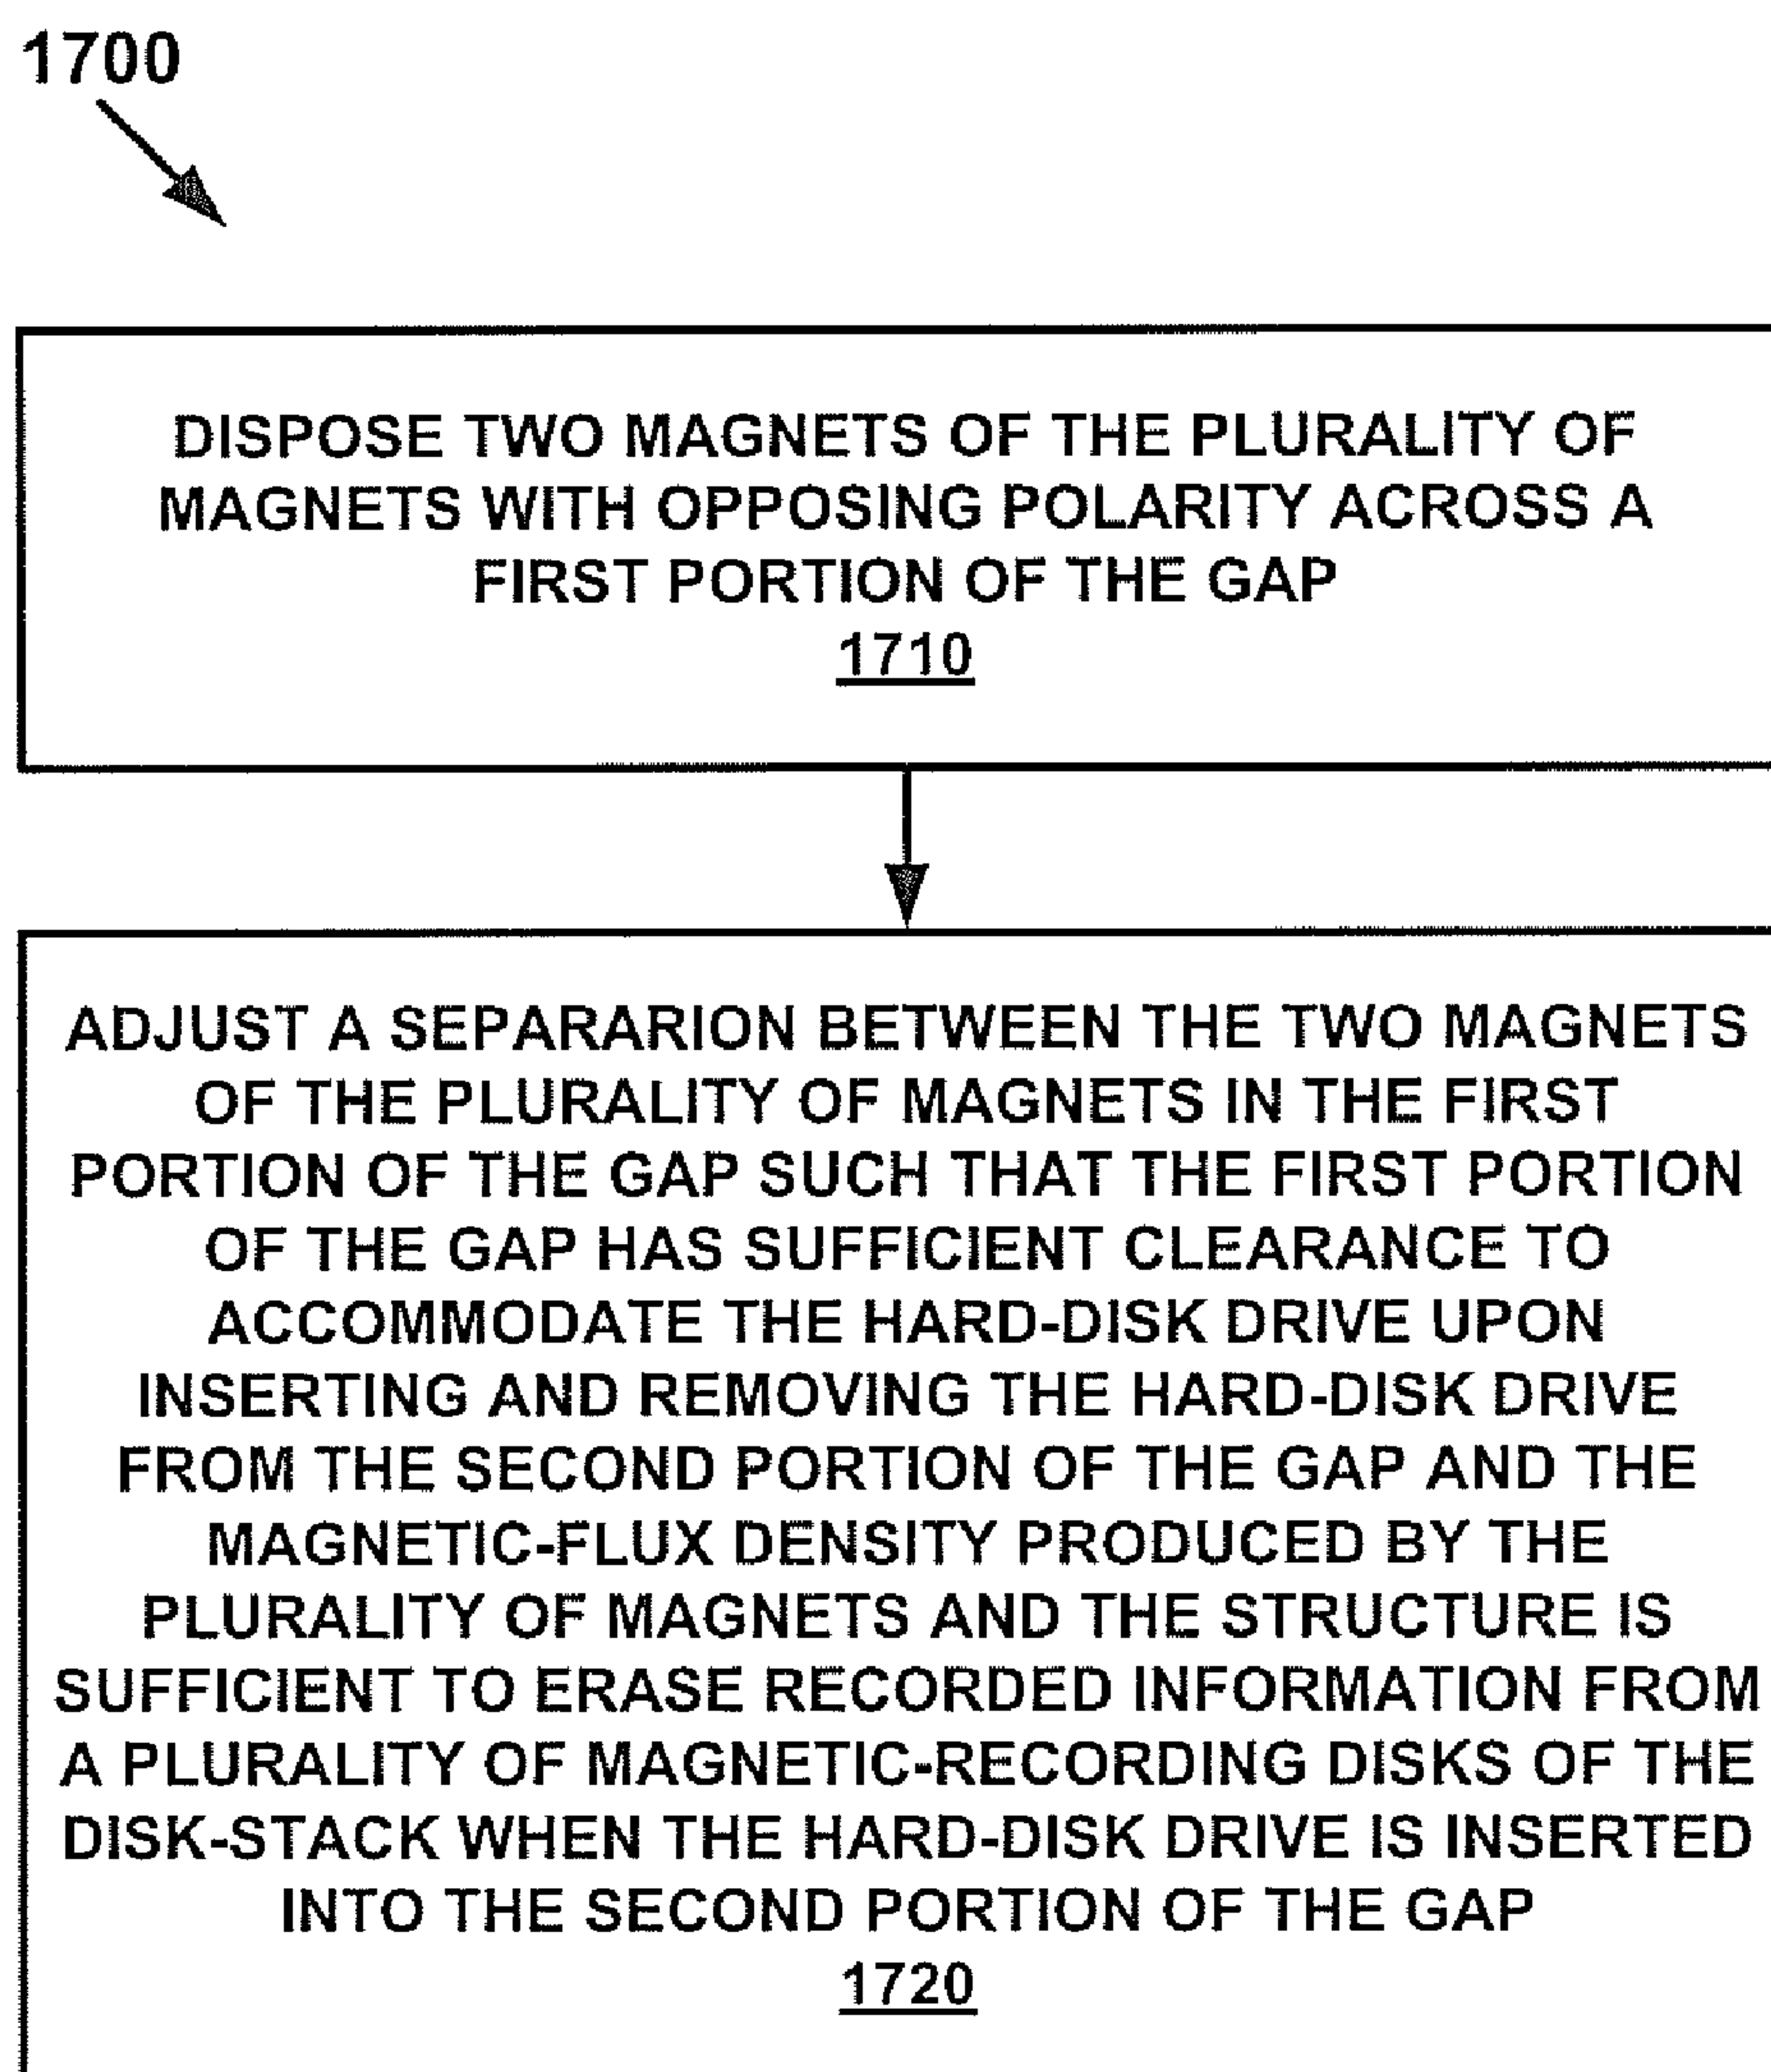 1700
DISPOSE TWO MAGNETS OF THE PLURALITY OF
MAGNETS WITH OPPOSING POLARITY ACROSS A
FIRST PORTION OF THE GAP
1710
ADJUST A SEPARARION BETWEEN THE TWO MAGNETS
OF THE PLURALITY OF MAGNETS IN THE FIRST
PORTION OF THE GAP SUCH THAT THE FIRST PORTION
OF THE GAP HAS SUFFICIENT CLEARANCE TO
ACCOMMODATE THE HARD-DISK DRIVE UPON
INSERTING AND REMOVING THE HARD-DISK DRIVE
FROM THE SECOND PORTION OF THE GAP AND THE
MAGNETIC-FLUX DENSITY PRODUCED BY THE
PLURALITY OF MAGNETS AND THE STRUCTURE IS
SUFFICIENT TO ERASE RECORDED INFORMATION FROM
A PLURALITY OF MAGNETIC-RECORDING DISKS OF THE
DISK-STACK WHEN THE HARD-DISK DRIVE IS INSERTED
INTO THE SECOND PORTION OF THE GAP
1720